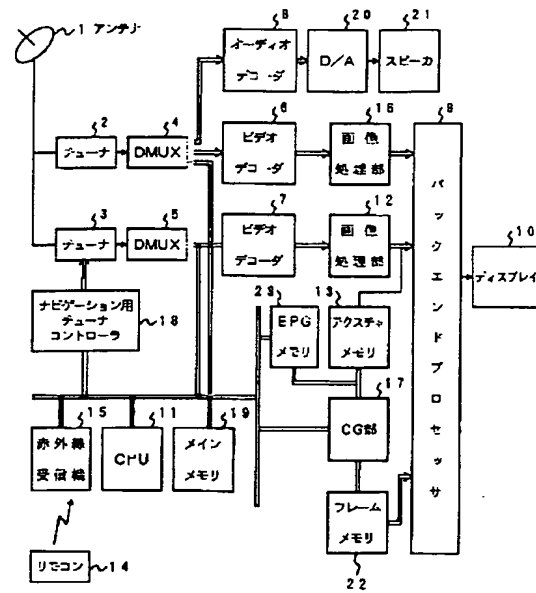 1 アンテナ
8
オーディオ
デコーダ
20
D/A
21
スピーカ
2
チューナ
4
DMUX
6
ビデオ
デコーダ
16
画像
処理部
9
バックエンドプロセッサ
3
チューナ
5
DMUX
7
ビデオ
デコーダ
12
画像
処理部
10
ディスプレイ
ナビゲーション用
チューナ
コントローラ
18
23
EPG
メモリ
13
アクスチャ
メモリ
15
赤外線
受信機
11
CPU
19
メイン
メモリ
17
CG部
フレーム
メモリ
22
リモコン
14